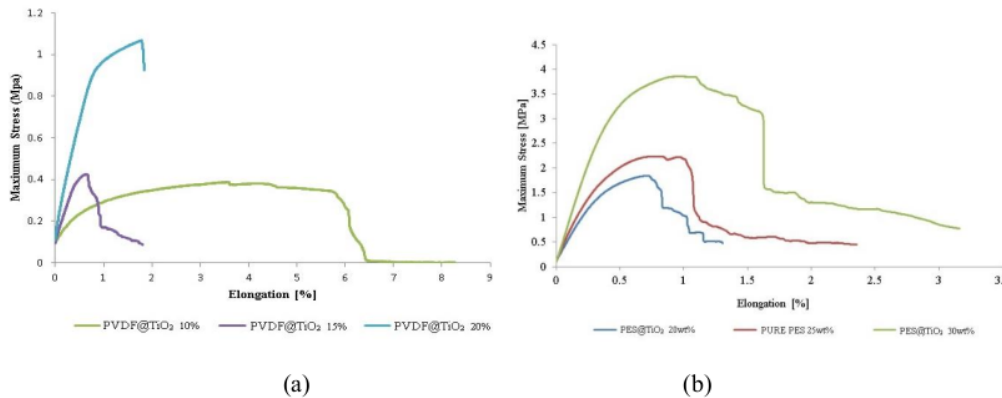 1.2
1
0.8
0.6
0.4
0.2
0
Maxiumum Stress (Mpa)
0 1 2 3 4 5 6 7 8 9
Elongation [%]
PVDF@TiO₂ 10% PVDF@TiO₂ 15% PVDF@TiO₂ 20%
(a)
4.5
4
3.5
3
2.5
2
1.5
1
0.5
0
Maximum Stress [MPa]
0 0.5 1 1.5 2 2.5 3 3.5
Elongation [%]
PES@TiO₂ 20wt% PURE PES 25wt% PES@TiO₂ 30wt%
(b)